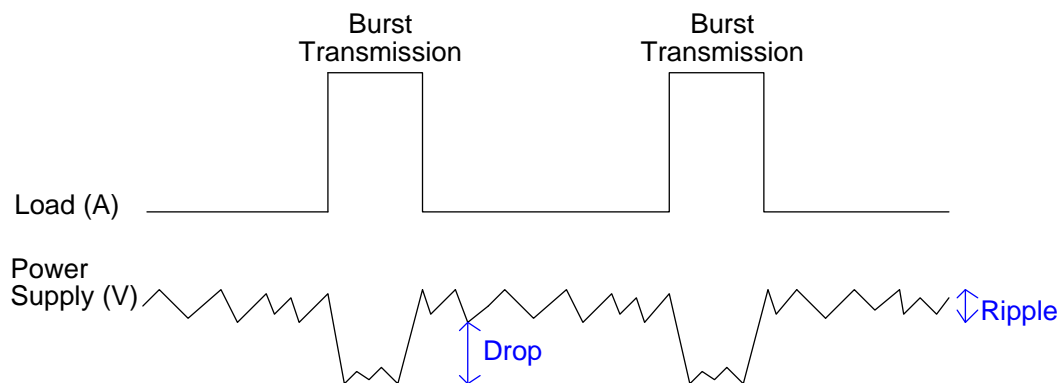 Burst
Transmission
Burst
Transmission
Load (A)
Power
Supply (V)
Ripple
Drop